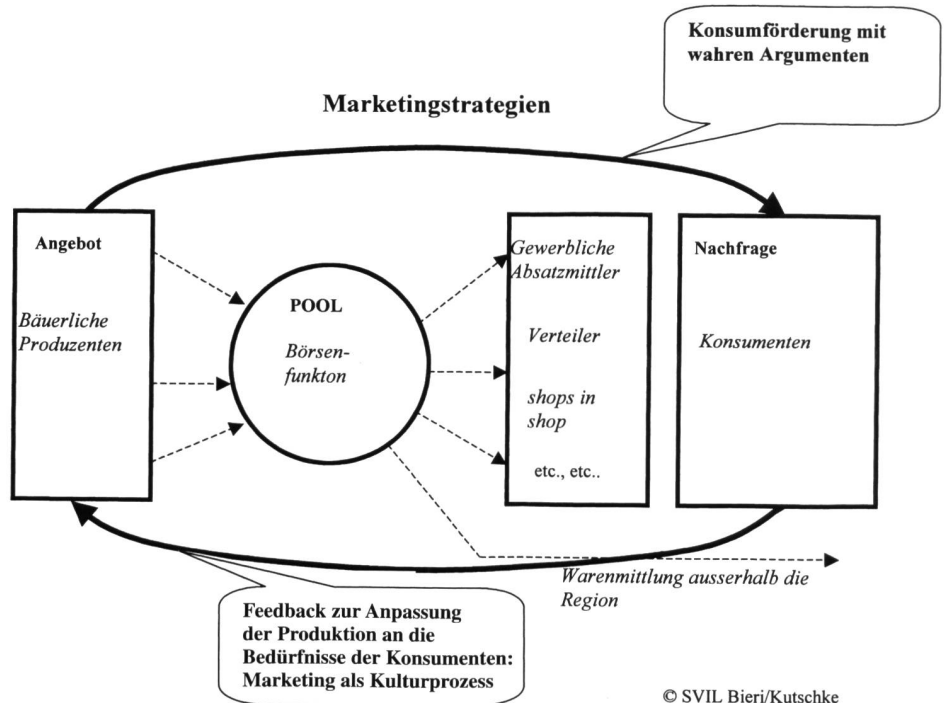 Konsumförderung mit
wahren Argumenten
Marketingstrategien
Angebot
Bäuerliche
Produzenten
POOL
Börsen-
funkton
Gewerbliche
Absatzmittler
Verteiler
shops in
shop
etc., etc..
Nachfrage
Konsumenten
Warenmittlung ausserhalb die
Region
Feedback zur Anpassung
der Produktion an die
Bedürfnisse der Konsumenten:
Marketing als Kulturprozess
© SVIL Bieri/Kutschke